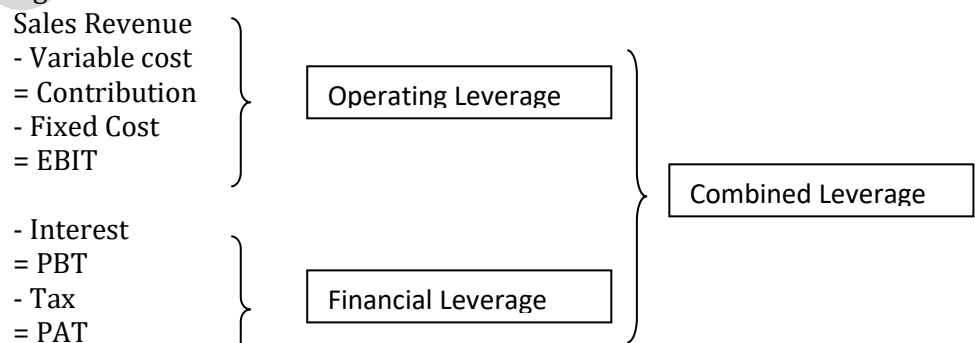 Sales Revenue
- Variable cost
= Contribution
- Fixed Cost
= EBIT
Operating Leverage
Combined Leverage
- Interest
= PBT
- Tax
= PAT
Financial Leverage